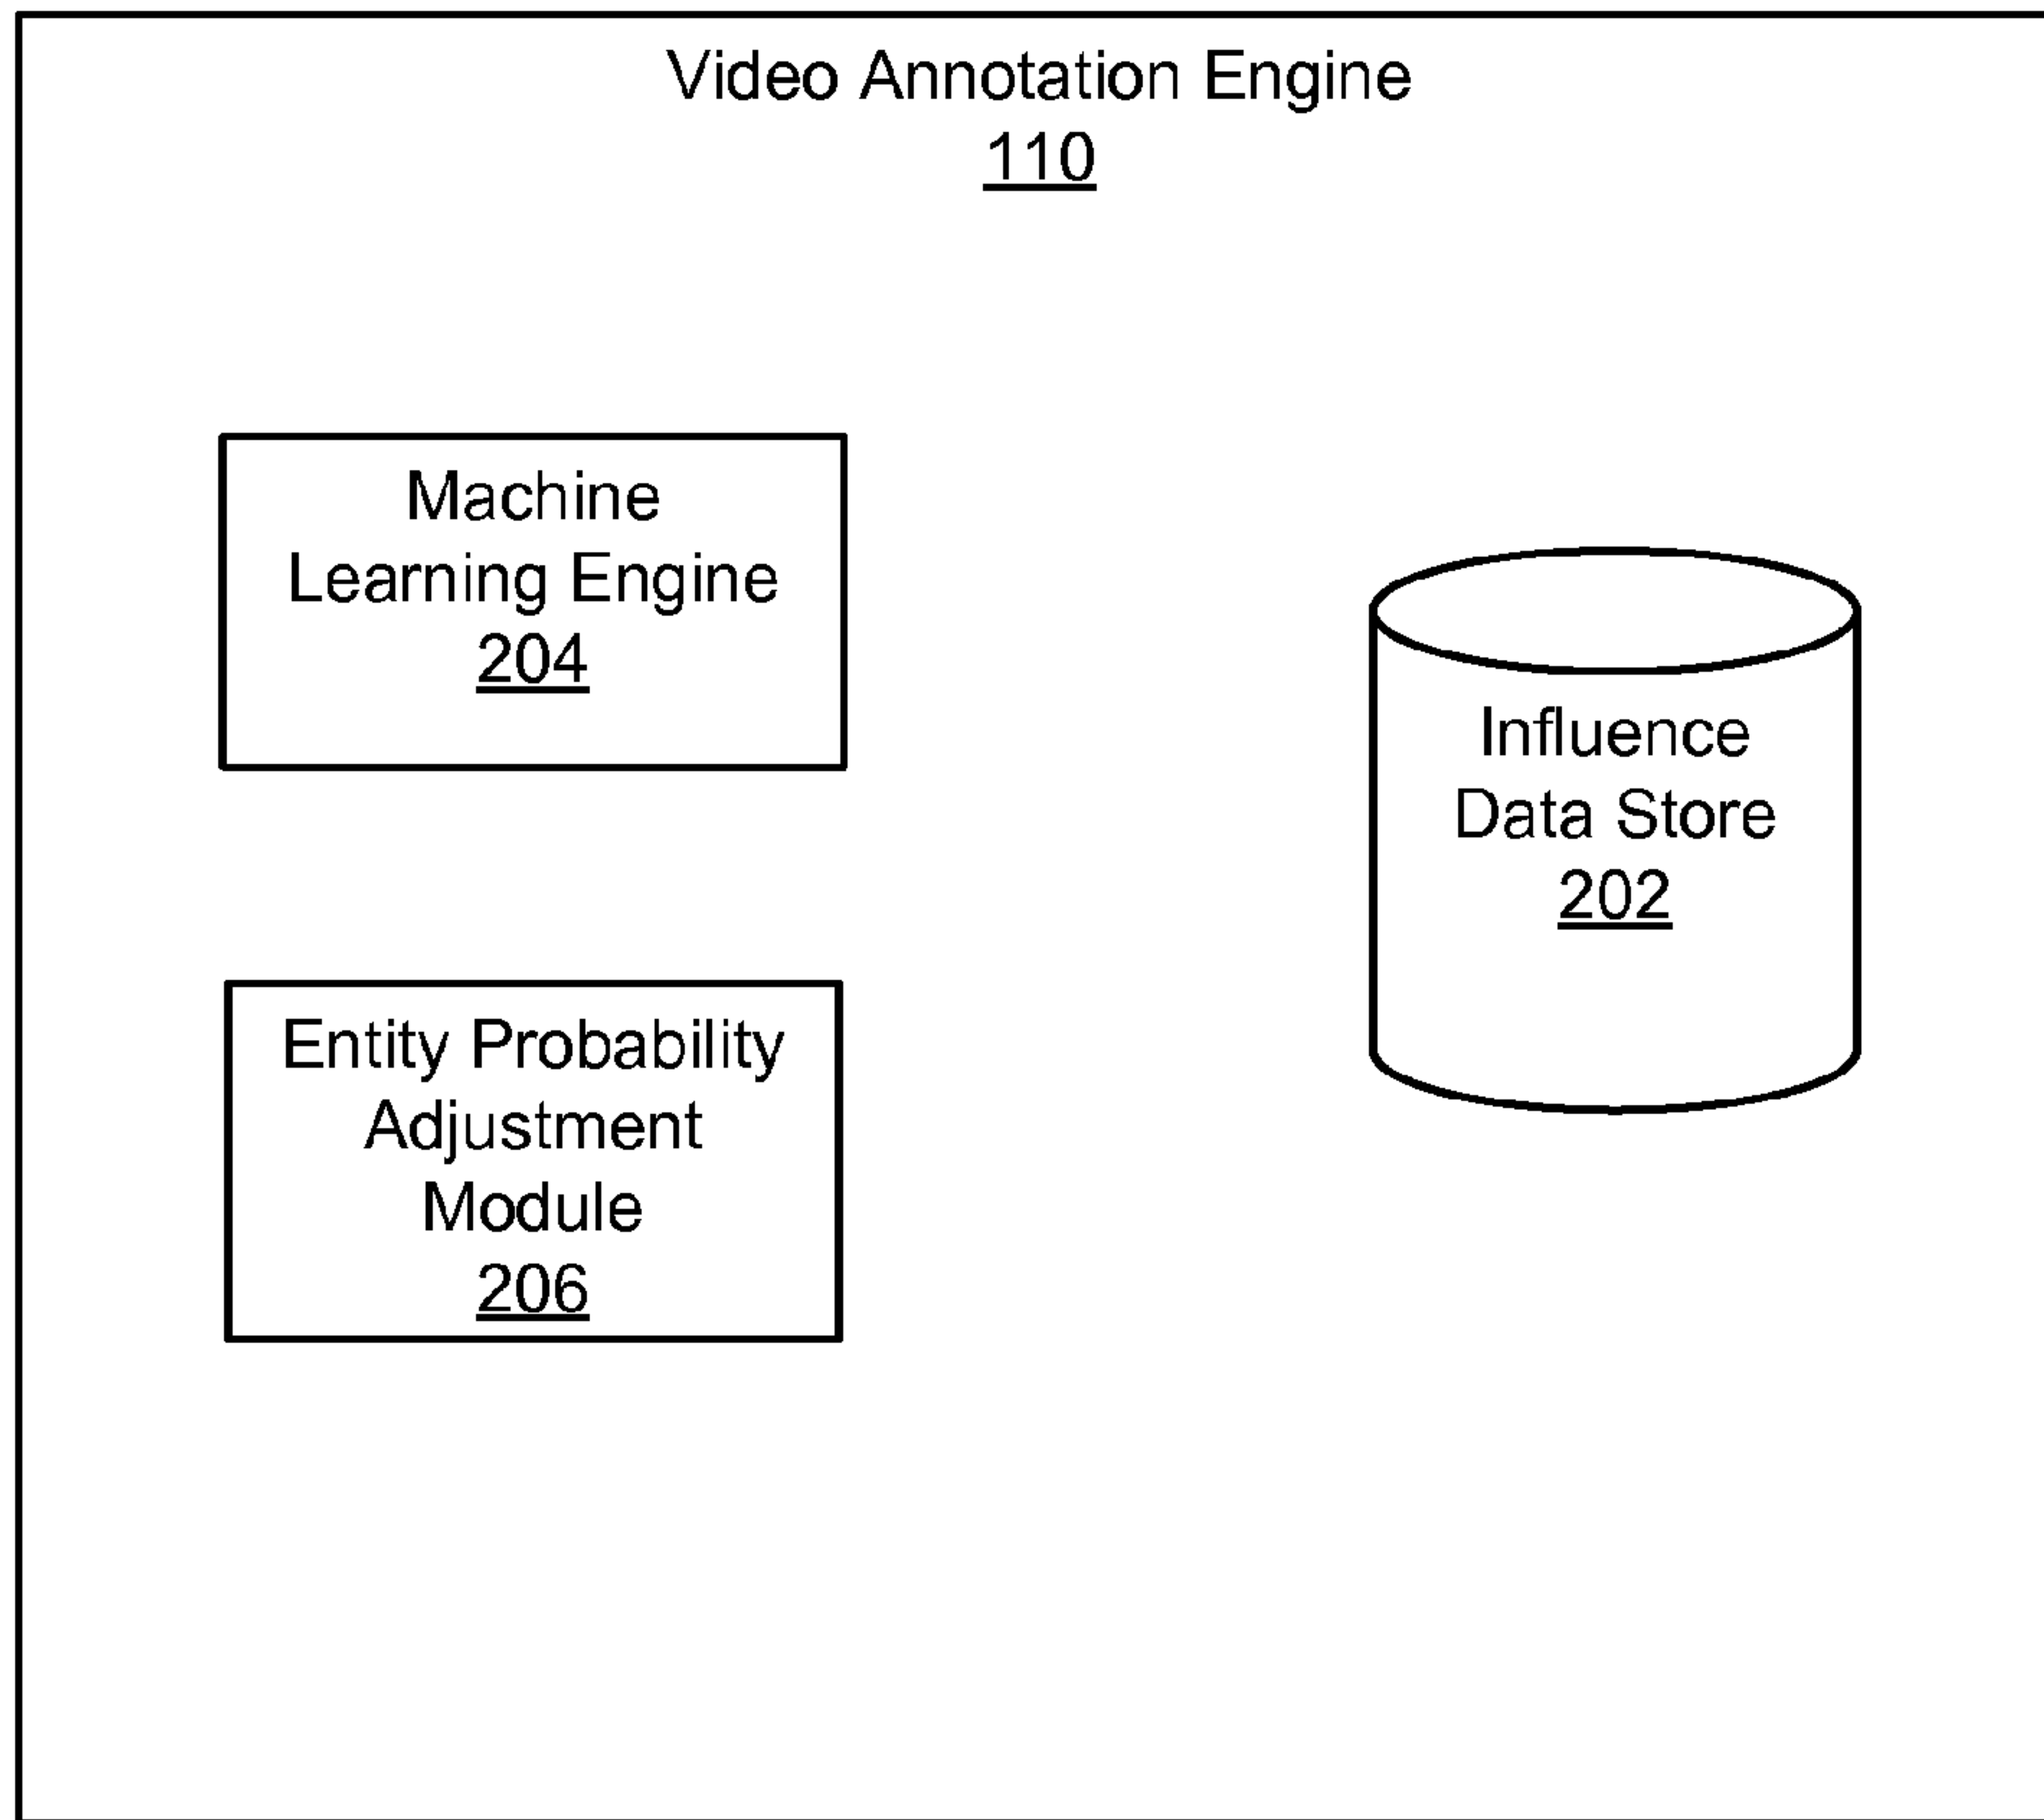 Video Annotation Engine
110
Machine
Learning Engine
204
Influence
Data Store
202
Entity Probability
Adjustment
Module
206